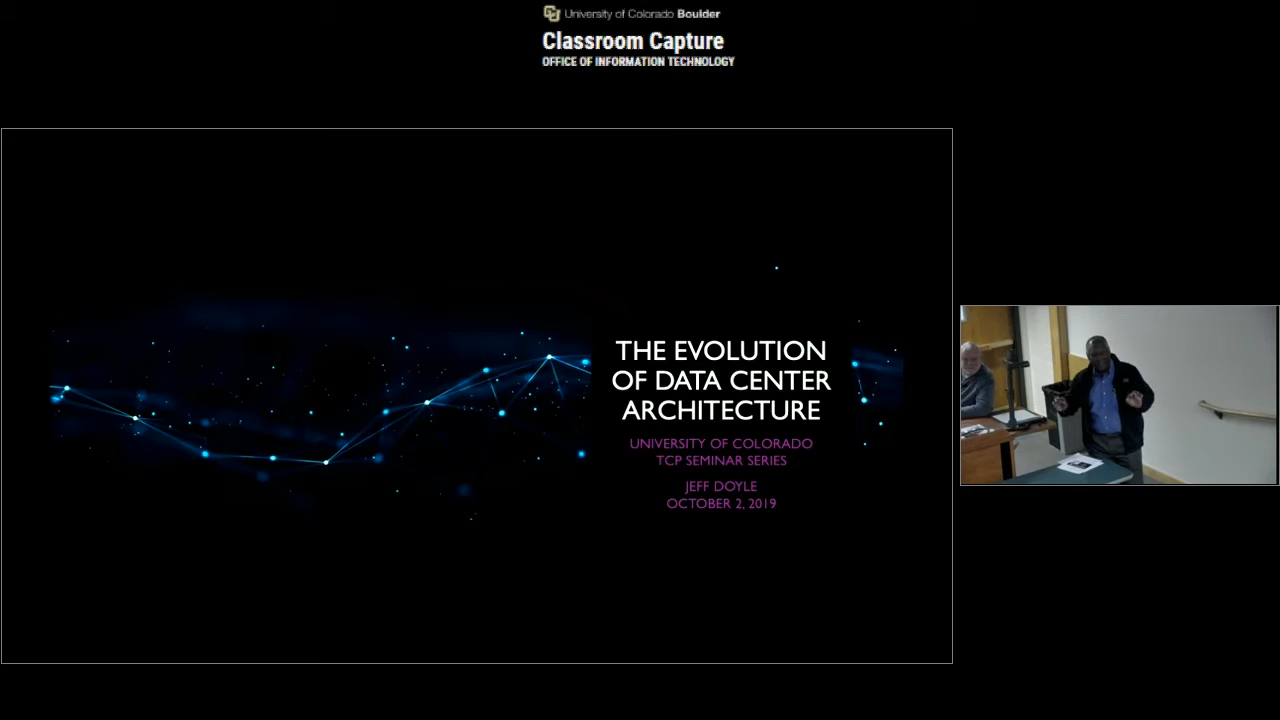 University of Colorado Boulder
Classroom Capture
OFFICE OF INFORMATION TECHNOLOGY
THE EVOLUTION
OF DATA CENTER
ARCHITECTURE
UNIVERSITY OF COLORADO
TCP SEMINAR SERIES
JEFF DOYLE
OCTOBER 2, 2019